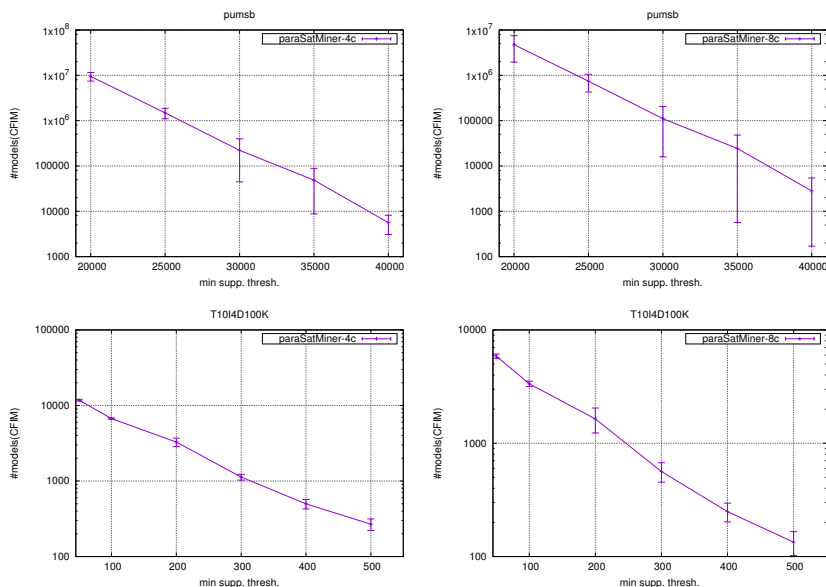 pumsb
1x10^8
1x10^7
1x10^6
100000
10000
1000
20000 25000 30000 35000 40000
#models(CFIM)
min supp. thresh.
paraSatMiner-4c
pumsb
1x10^7
1x10^6
100000
10000
1000
100
20000 25000 30000 35000 40000
#models(CFIM)
min supp. thresh.
paraSatMiner-8c
T10I4D100K
100000
10000
1000
100
100 200 300 400 500
#models(CFIM)
min supp. thresh.
paraSatMiner-4c
T10I4D100K
10000
1000
100
100 200 300 400 500
#models(CFIM)
min supp. thresh.
paraSatMiner-8c